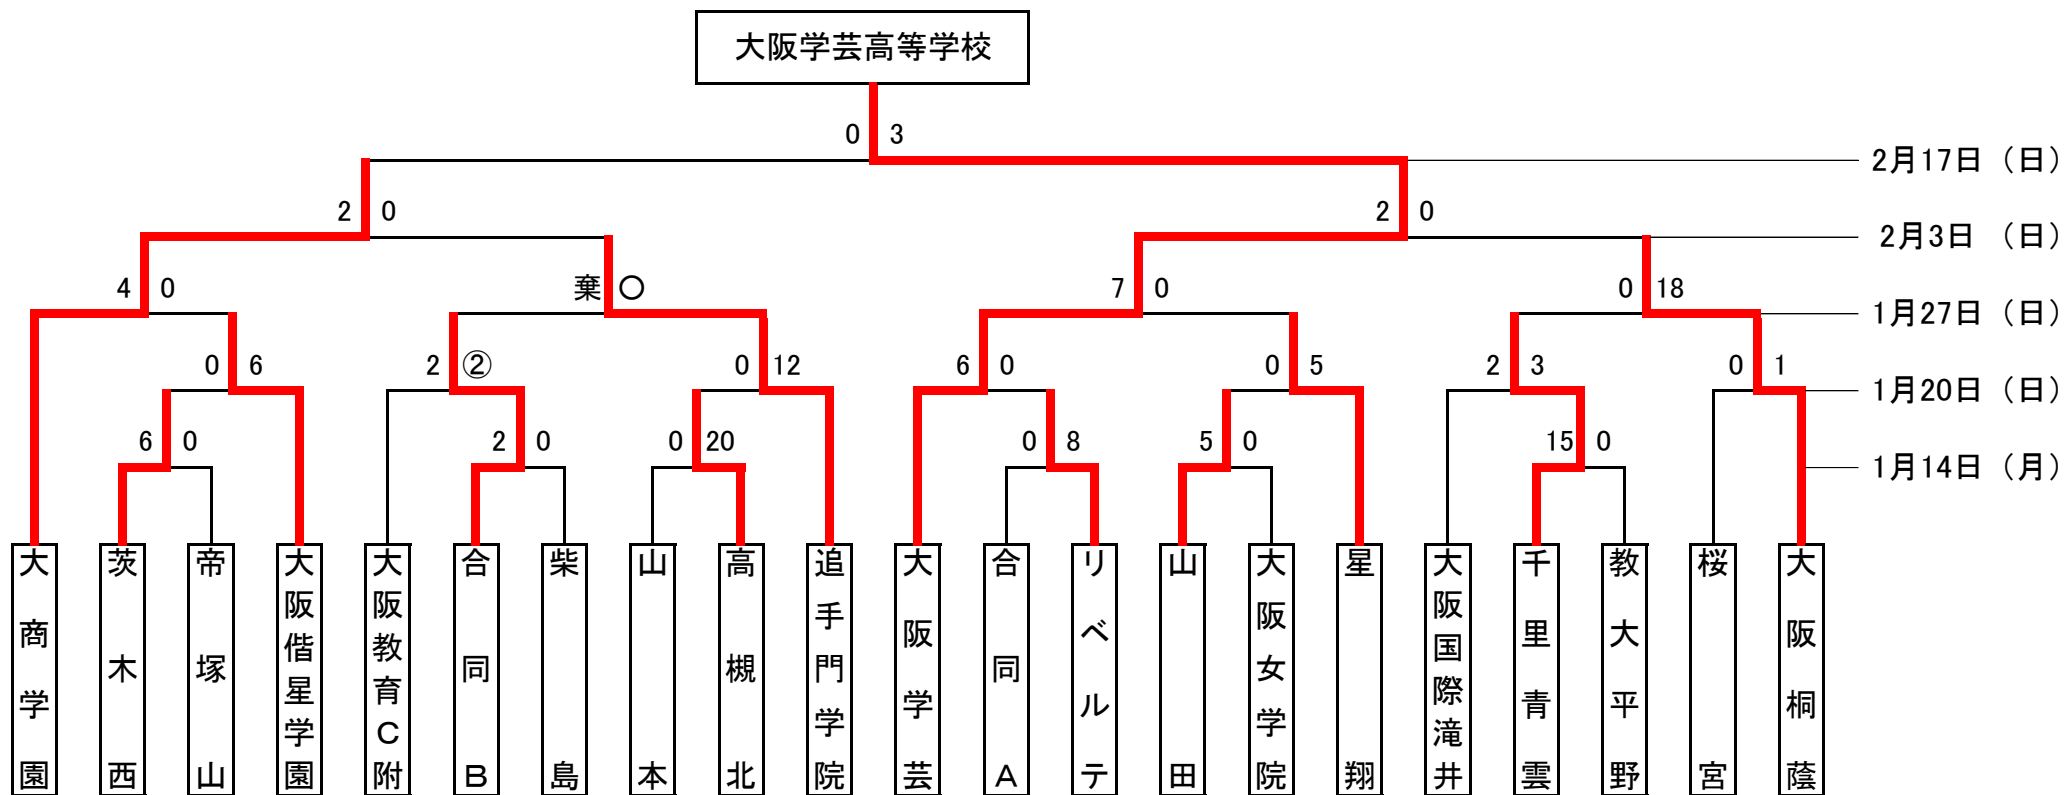 大阪学芸高等学校
0 3
2月17日（日）
2 0
2 0
2月3日 （日）
4 0
棄 〇
7 0
0 18
1月27日（日）
0 6
2 ②
0 12
6 0
0 5
2 3
0 1
1月20日（日）
6 0
2 0
0 20
0 8
5 0
15 0
1月14日（月）
大商学園
茨木西
帝塚山
大阪偕星学園
大阪教育C附
合同B
柴島
山本
高槻北
追手門学院
大阪学芸
合同A
リベルテ
山田
大阪女学院
星翔
大阪国際滝井
千里青雲
教大平野
桜宮
大阪桐蔭